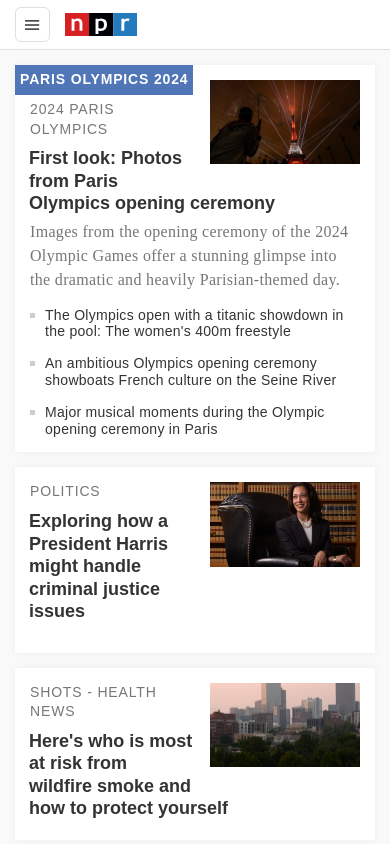 npr
PARIS OLYMPICS 2024
2024 PARIS
OLYMPICS
First look: Photos
from Paris
Olympics opening ceremony
Images from the opening ceremony of the 2024
Olympic Games offer a stunning glimpse into
the dramatic and heavily Parisian-themed day.
The Olympics open with a titanic showdown in
the pool: The women's 400m freestyle
An ambitious Olympics opening ceremony
showboats French culture on the Seine River
Major musical moments during the Olympic
opening ceremony in Paris
POLITICS
Exploring how a
President Harris
might handle
criminal justice
issues
SHOTS - HEALTH
NEWS
Here's who is most
at risk from
wildfire smoke and
how to protect yourself